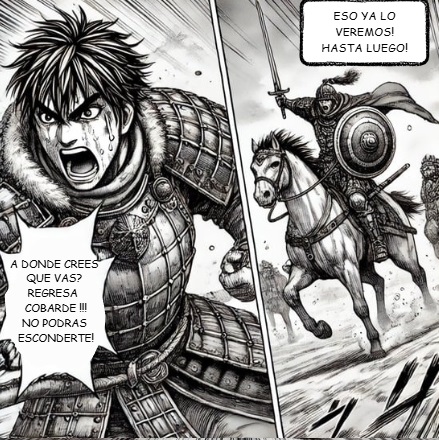 A DONDE CREES
QUE VAS?
REGRESA
COBARDE !!!
NO PODRAS
ESCONDERTE!
ESO YA LO
VEREMOS!
HASTA LUEGO!